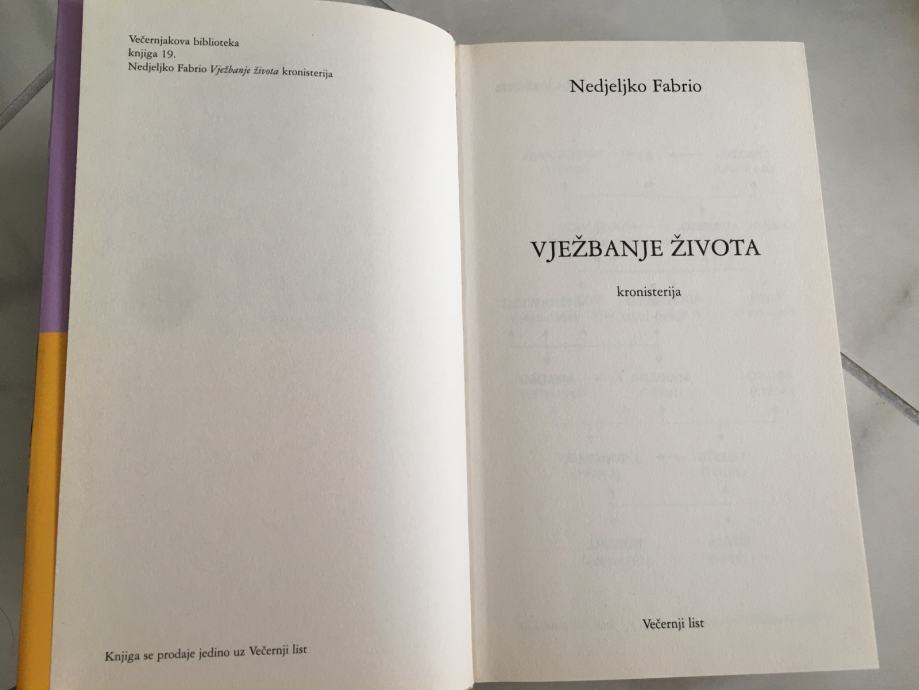 Večernjakova biblioteka
knjiga 19.
Nedjeljko Fabrio Vježbanje života kronisterija
Knjiga se prodaje jedino uz Večernji list
Nedjeljko Fabrio
VJEŽBANJE ŽIVOTA
kronisterija
Večernji list